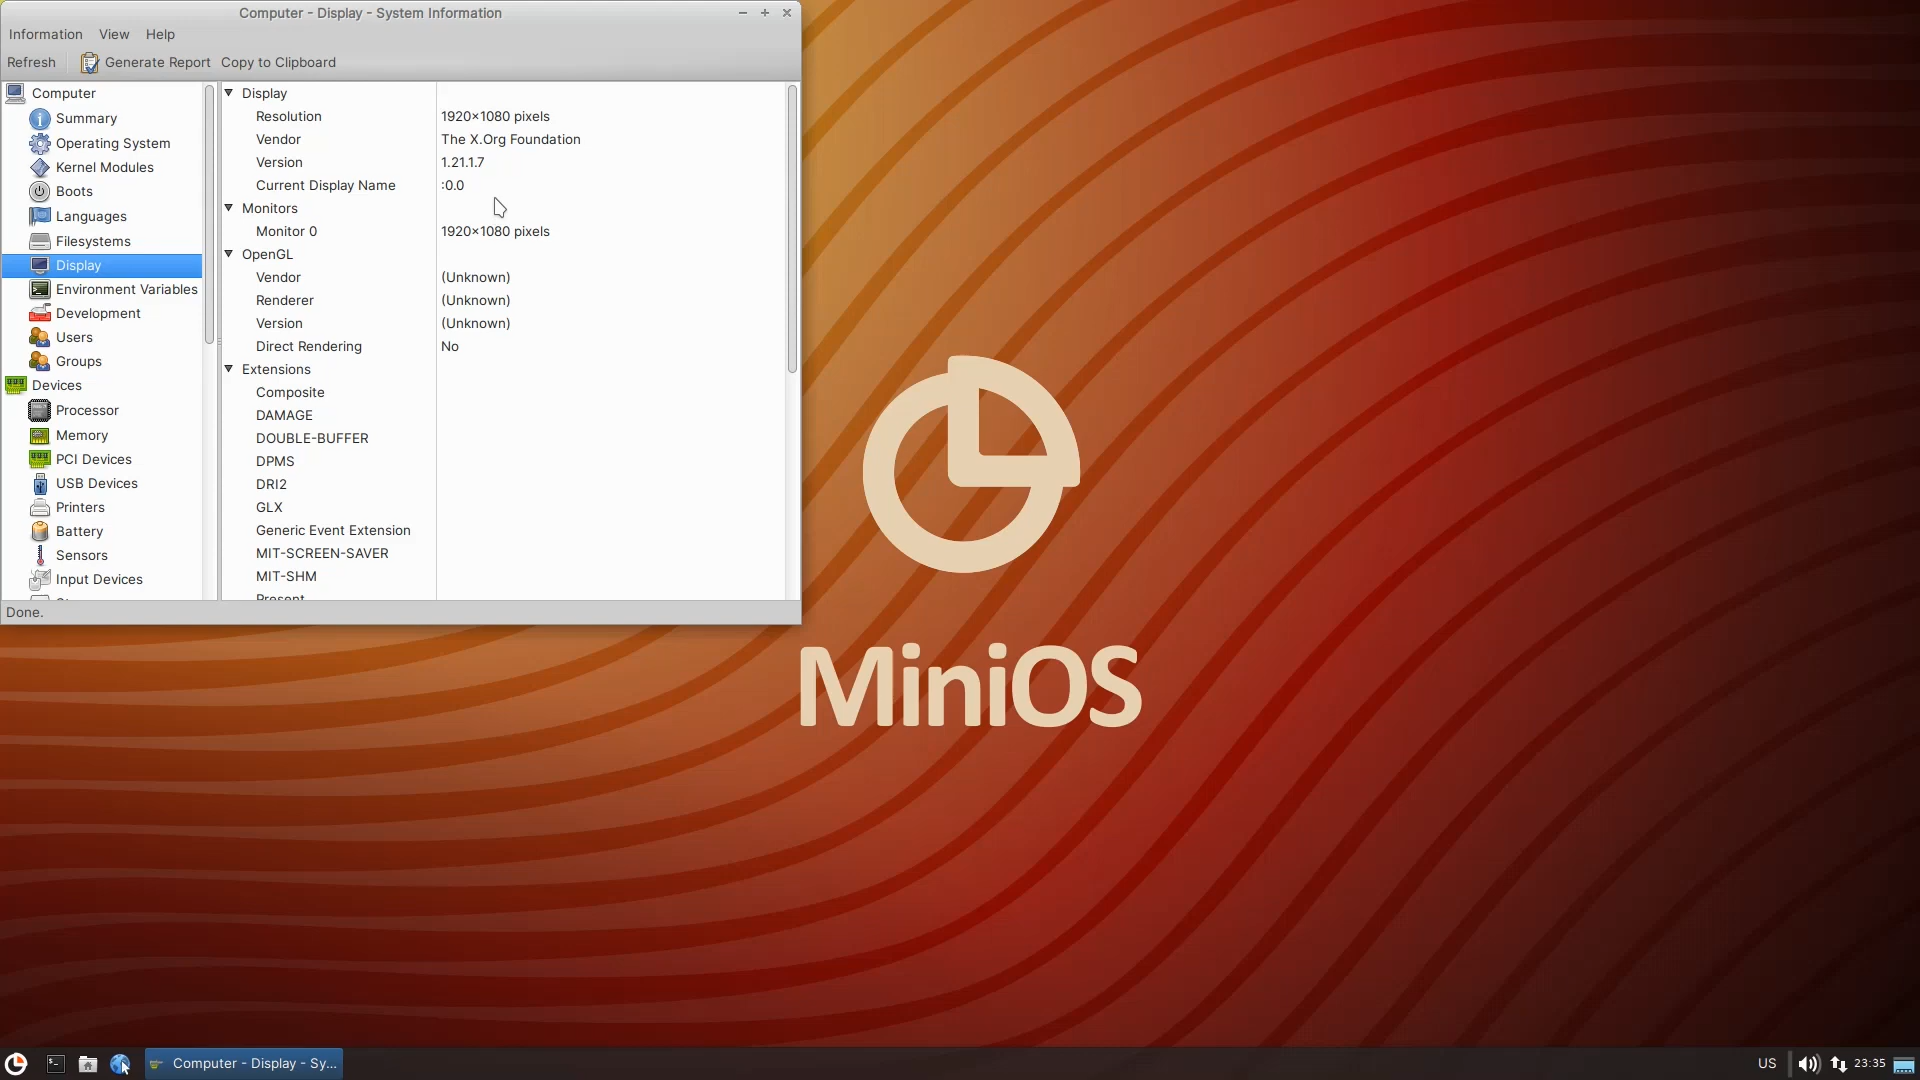 Computer - Display - System Information
Information View Help
Refresh Generate Report Copy to Clipboard
Computer
Summary
Operating System
Kernel Modules
Boots
Languages
Filesystems
Display
Environment Variables
Development
Users
Groups
Devices
Processor
Memory
PCI Devices
USB Devices
Printers
Battery
Sensors
Input Devices
Display
Resolution 1920×1080 pixels
Vendor The X.Org Foundation
Version 1.21.1.7
Current Display Name :0.0
Monitors
Monitor 0 1920×1080 pixels
OpenGL
Vendor (Unknown)
Renderer (Unknown)
Version (Unknown)
Direct Rendering No
Extensions
Composite
DAMAGE
DOUBLE-BUFFER
DPMS
DRI2
GLX
Generic Event Extension
MIT-SCREEN-SAVER
MIT-SHM
Present
Done.
MiniOS
Computer - Display - Sy...
US 23:35